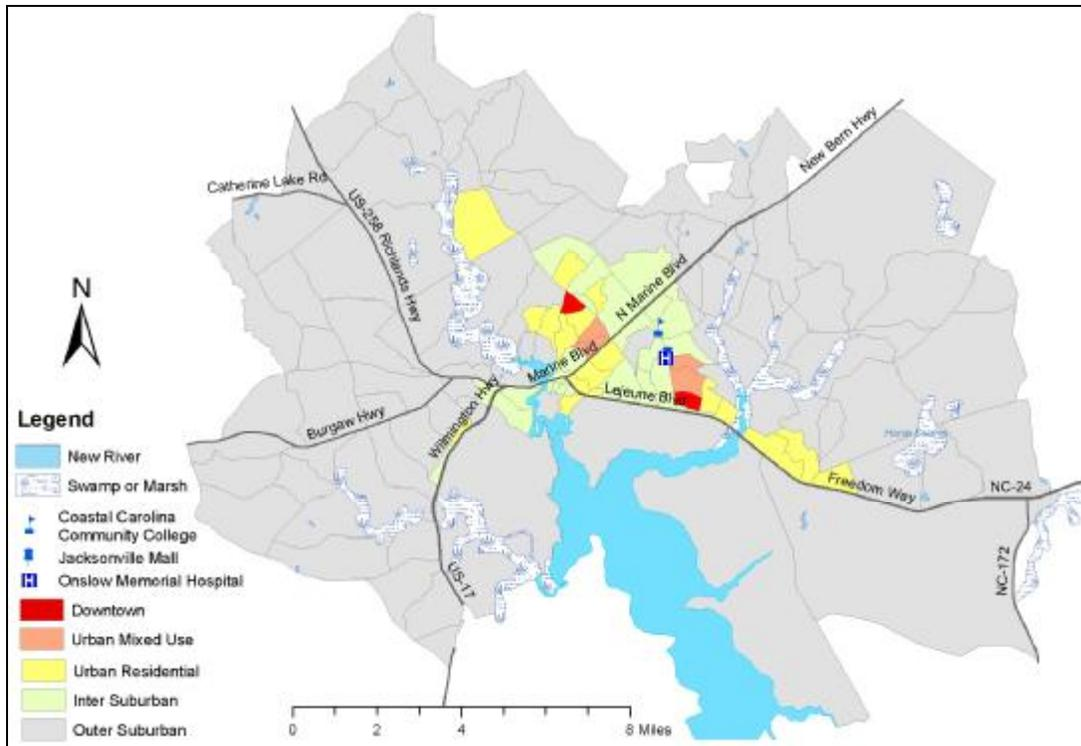 New Bern Hwy
Catherine Lake Rd
US-258 Richlands Hwy
N Marine Blvd
N
Marine Blvd
Lejeune Blvd
Wilmington Hwy
Burgaw Hwy
Freedom Way
NC-24
NC-172
US-17
Legend
New River
Swamp or Marsh
Coastal Carolina
Community College
Jacksonville Mall
Onslow Memorial Hospital
H
H
Downtown
Urban Mixed Use
Urban Residential
Inter Suburban
Outer Suburban
0 2 4 8 Miles